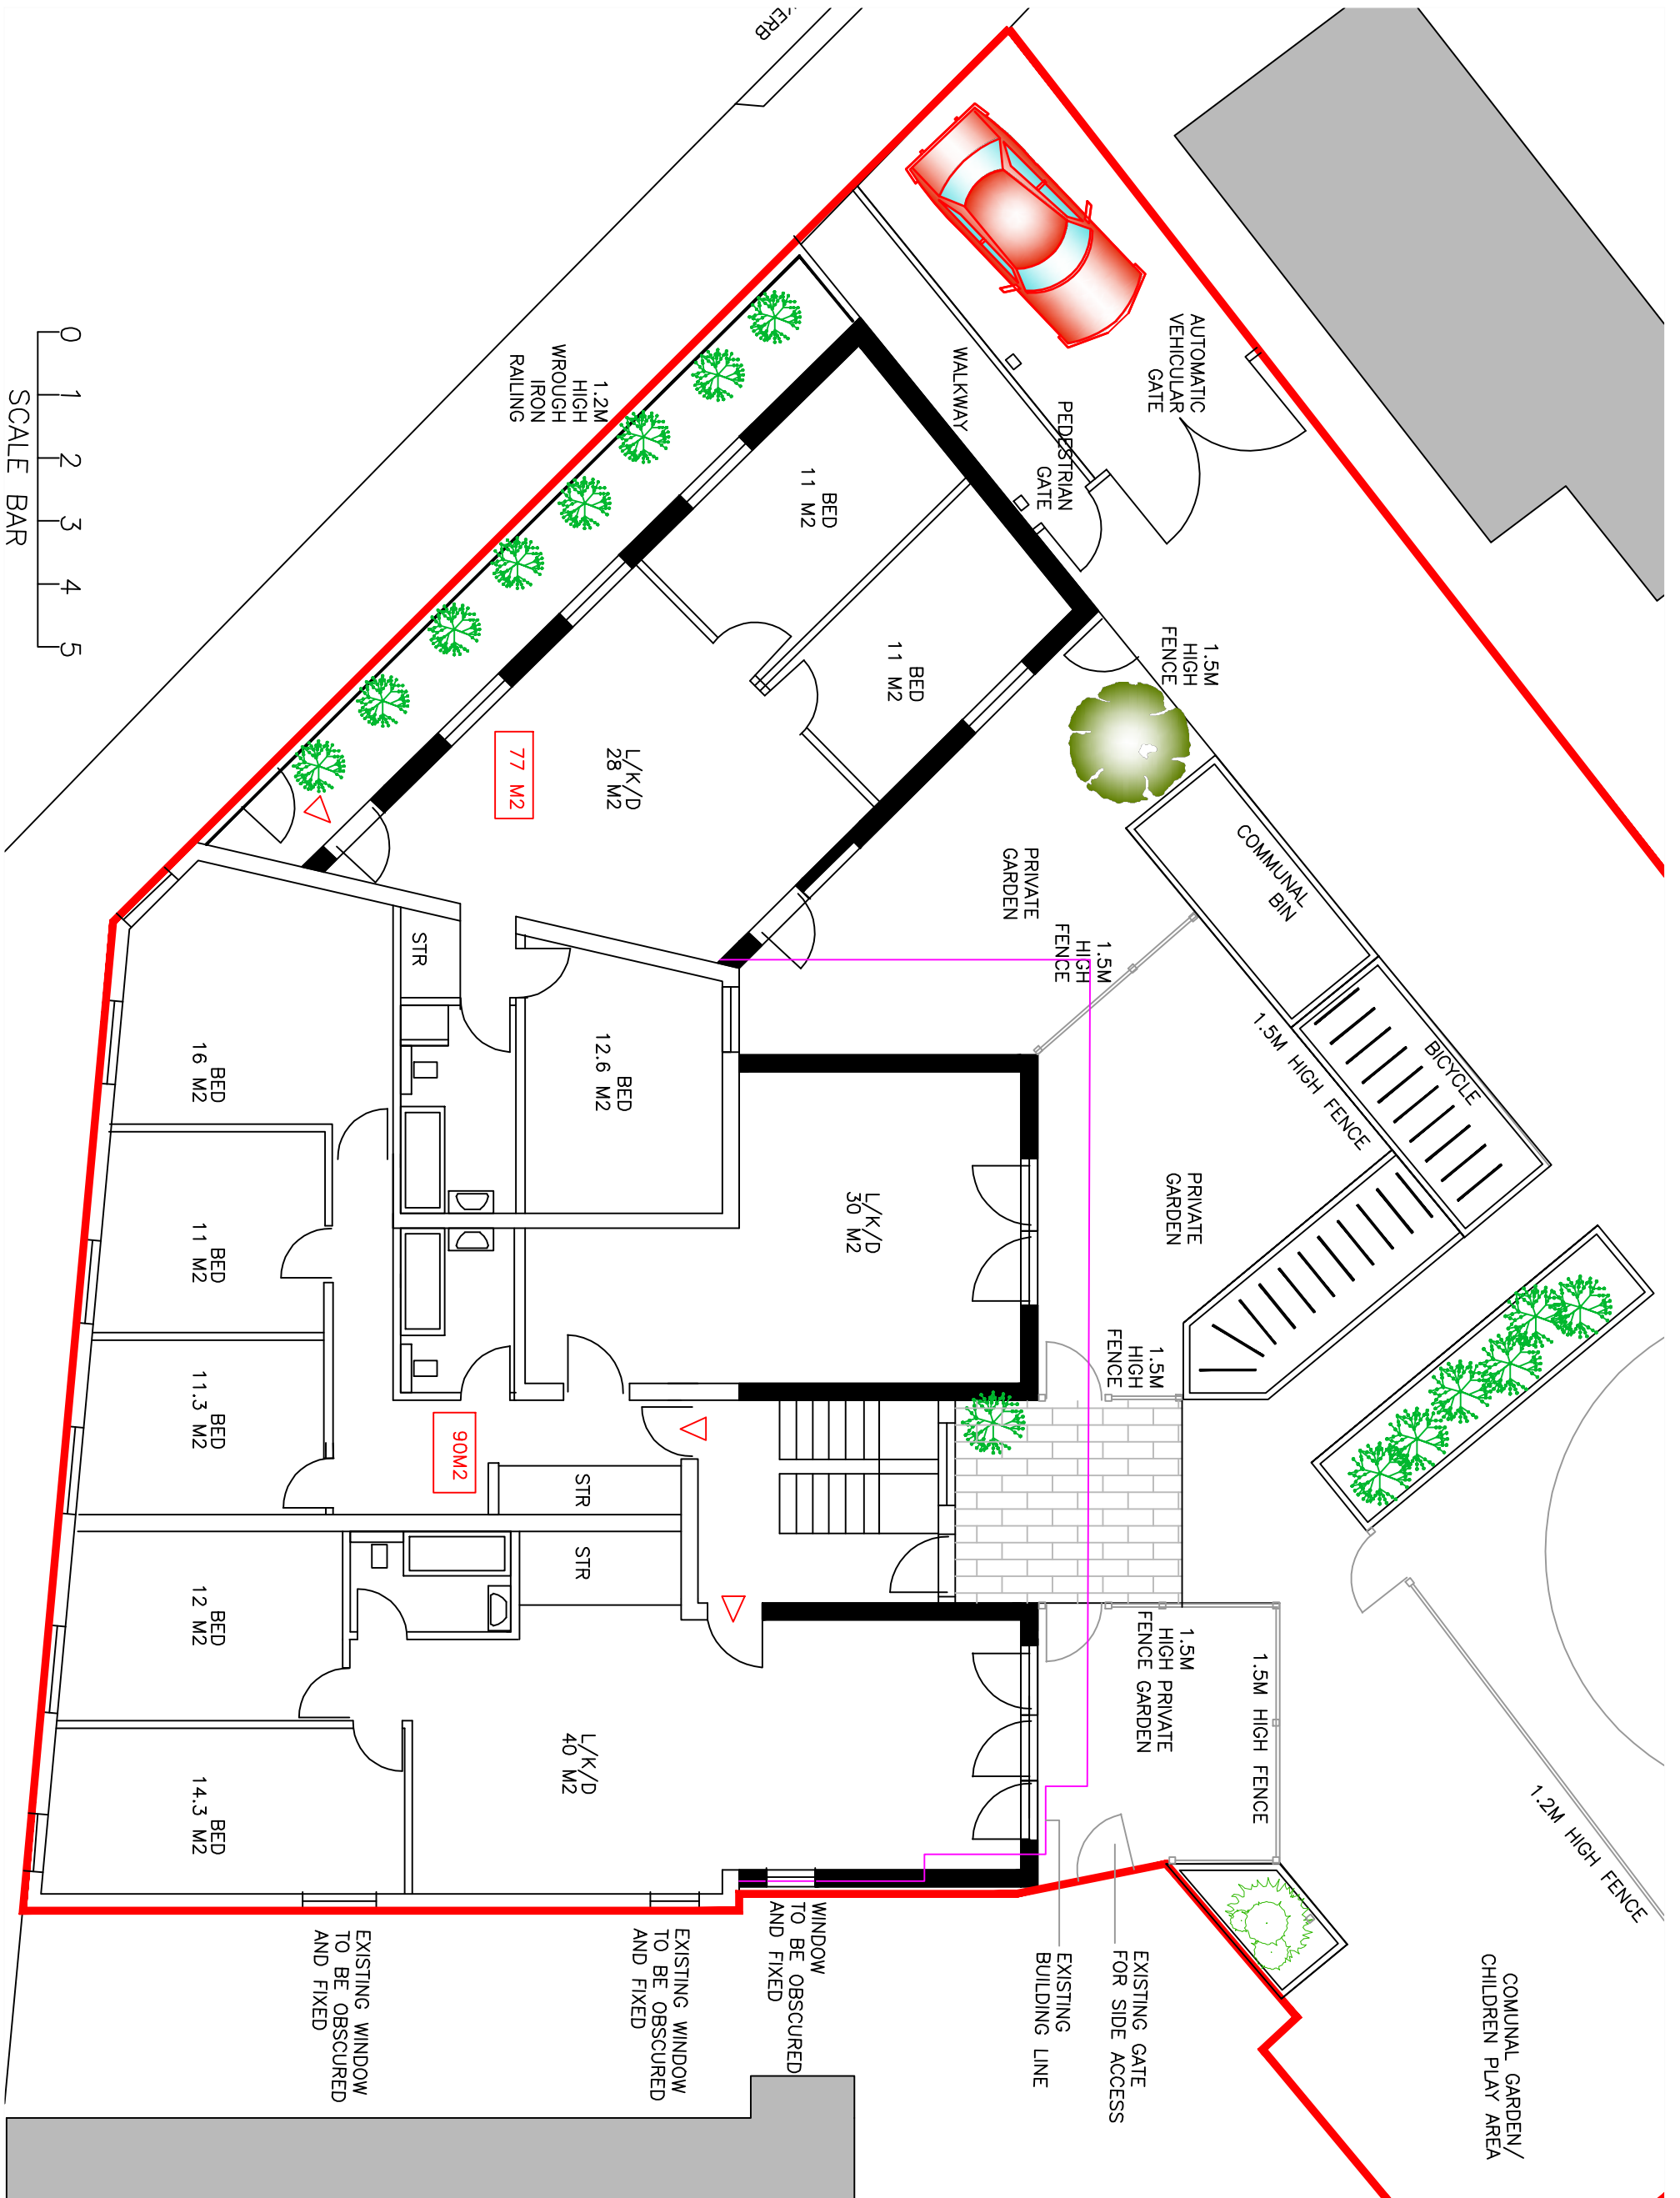 AUTOMATIC
VEHICULAR
GATE
PEDESTRIAN
GATE
WALKWAY
1.2M
HIGH
WROUGH
IRON
RAILING
BED
11 M2
BED
11 M2
L/K/D
28 M2
77 M2
1.5M
HIGH
FENCE
COMMUNAL
BIN
PRIVATE
GARDEN
1.5M
HIGH
FENCE
BICYCLE
1.5M HIGH FENCE
PRIVATE
GARDEN
STR
BED
12.6 M2
BED
16 M2
L/K/D
30 M2
BED
11 M2
BED
11.3 M2
90M2
STR
STR
1.5M
HIGH
FENCE
1.5M
HIGH PRIVATE
FENCE GARDEN
1.5M HIGH FENCE
1.2M HIGH FENCE
BED
12 M2
BED
14.3 M2
L/K/D
40 M2
WINDOW
TO BE OBSCURED
AND FIXED
EXISTING WINDOW
TO BE OBSCURED
AND FIXED
EXISTING WINDOW
TO BE OBSCURED
AND FIXED
EXISTING
BUILDING LINE
EXISTING GATE
FOR SIDE ACCESS
COMUNAL GARDEN/
CHILDREN PLAY AREA
0 1 2 3 4 5
SCALE BAR